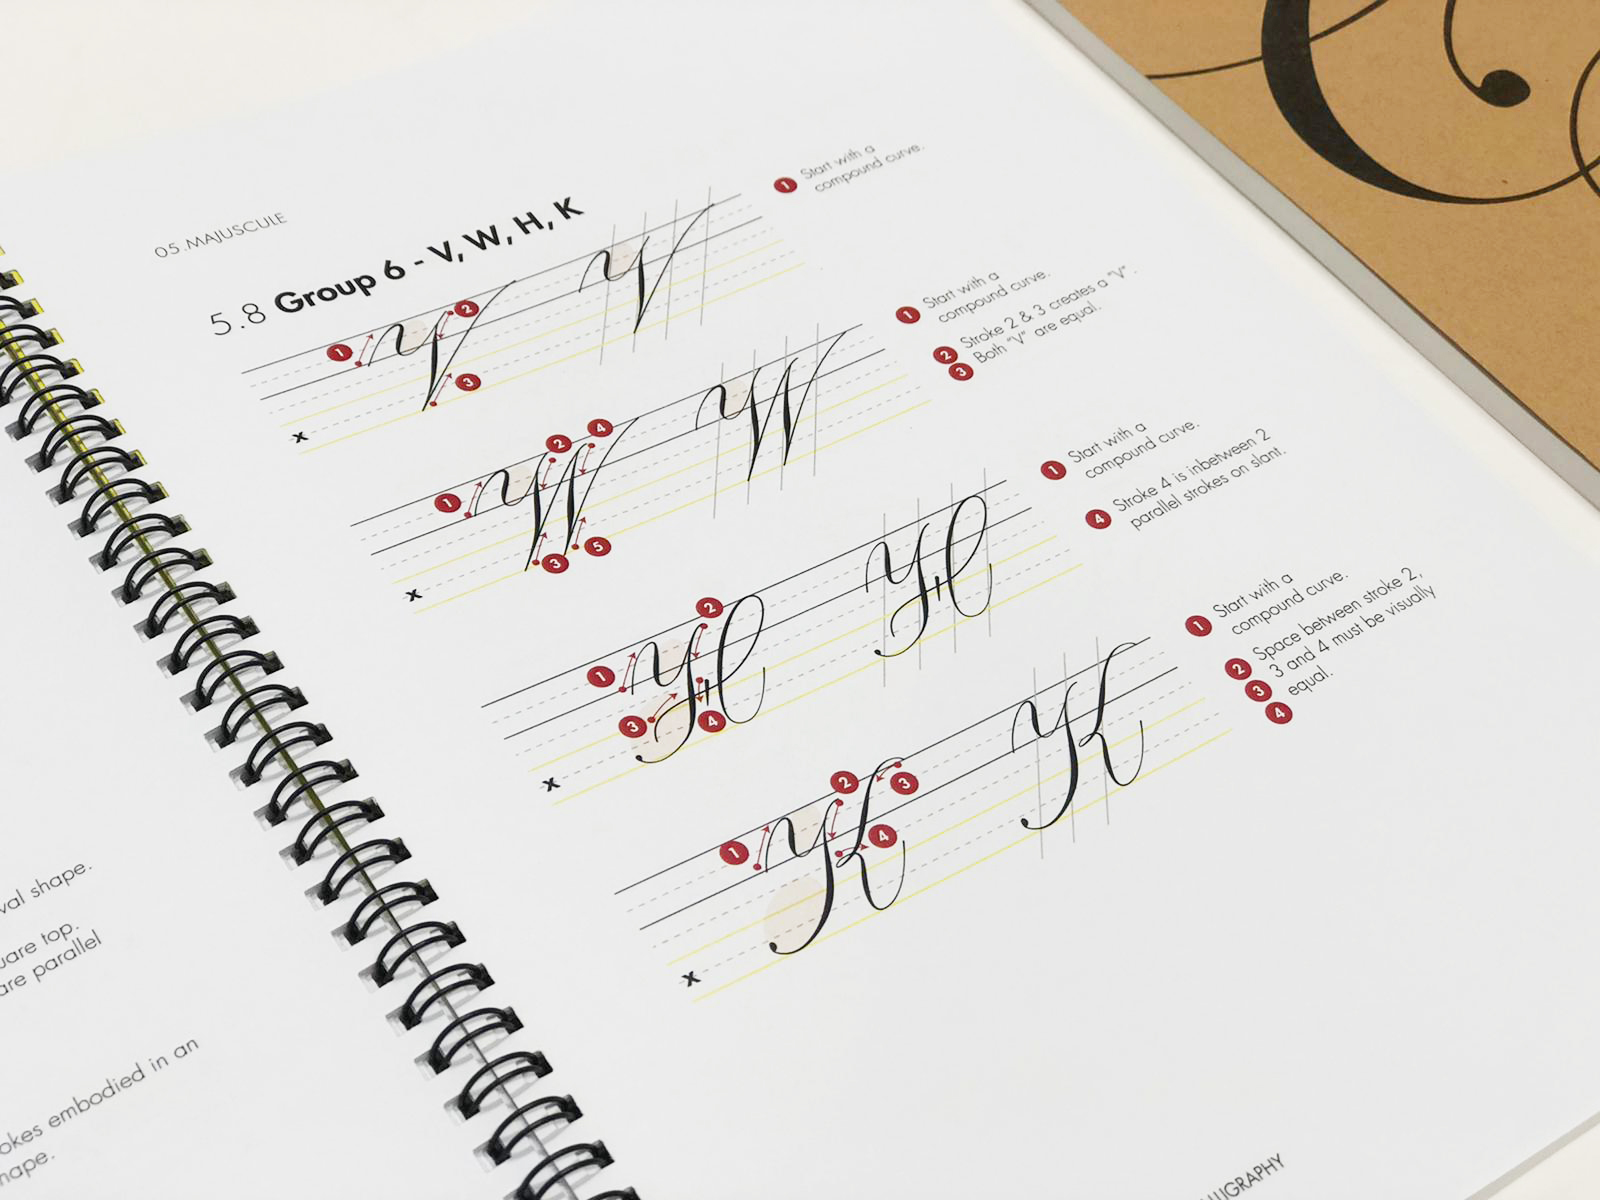 05.MAJUSCULE
5.8 Group 6 - V, W, H, K
1 2 3
V V
x
1 Start with a
compound curve.
1 2 3 4 5
W W
x
1 Start with a
compound curve.
2 Stroke 2 & 3 creates a "V".
3 Both "V" are equal.
1 2 3 4
H H
x
1 Start with a
compound curve.
4 Stroke 4 is inbetween 2
parallel strokes on slant.
1 2 3 4
K K
x
1 Start with a
compound curve.
2 Space between stroke 2,
3 3 and 4 must be visually
4 equal.
val shape.
uare top.
are parallel
okes embodied in an
hape.